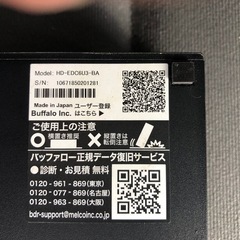 Model: HD-EDC6U3-BA
S/N: 10671850201281
Made in Japan ユーザー登録
Buffalo Inc. はこちら▶
ご使用上の注意
○横置き推奨 ×縦置きは転倒注意
バッファロー正規データ復旧サービス
●診断・お見積 無料●
0120-961-869(東京)
0120-077-869(名古屋)
0120-963-869(大阪)
bdr-support@melcoinc.co.jp